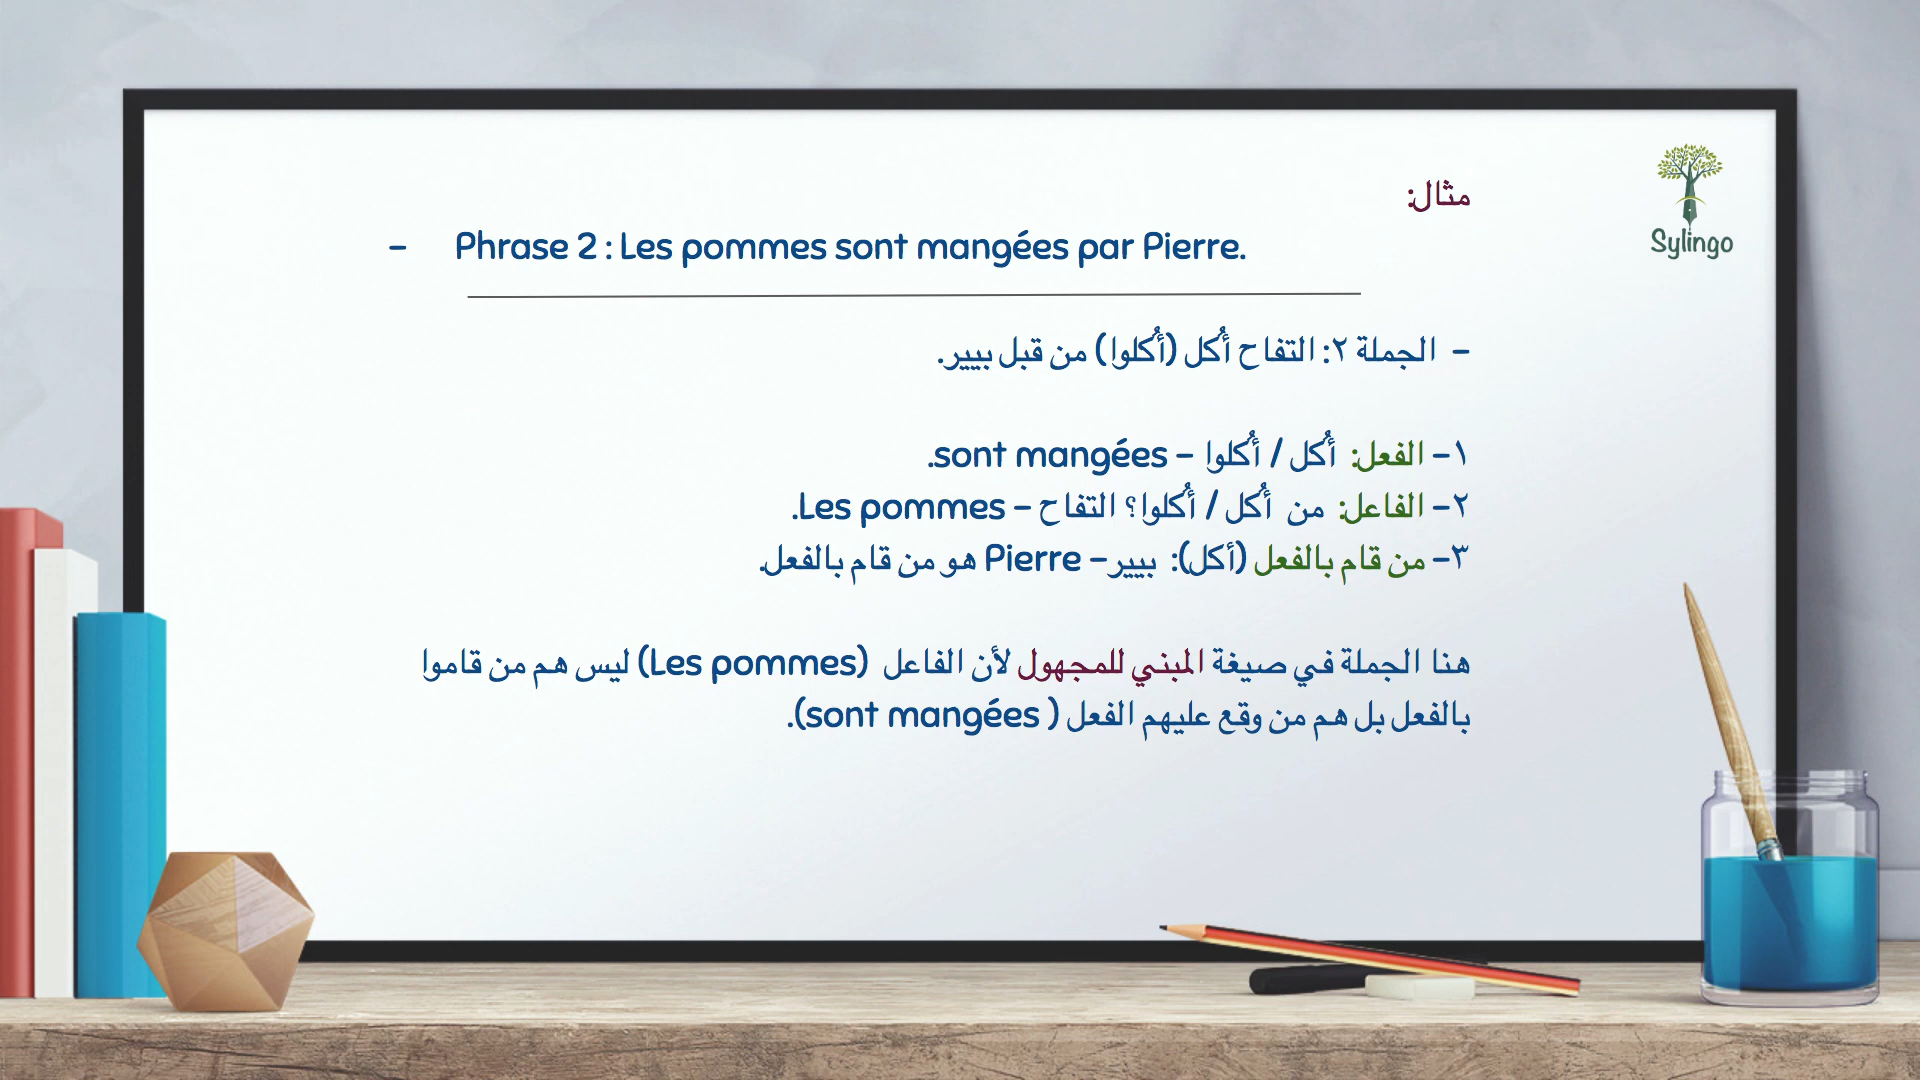 Sylingo
مثال:
- Phrase 2 : Les pommes sont mangées par Pierre.
- الجملة ٢: التفاح أُكل (أُكلوا) من قبل بيير.
١- الفعل: أُكل / أُكلوا - sont mangées.
٢- الفاعل: من أُكل / أُكلوا؟ التفاح - Les pommes.
٣- من قام بالفعل (أكل): بيير- Pierre هو من قام بالفعل.
هنا الجملة في صيغة المبني للمجهول لأن الفاعل (Les pommes) ليس هم من قاموا
بالفعل بل هم من وقع عليهم الفعل ( sont mangées).